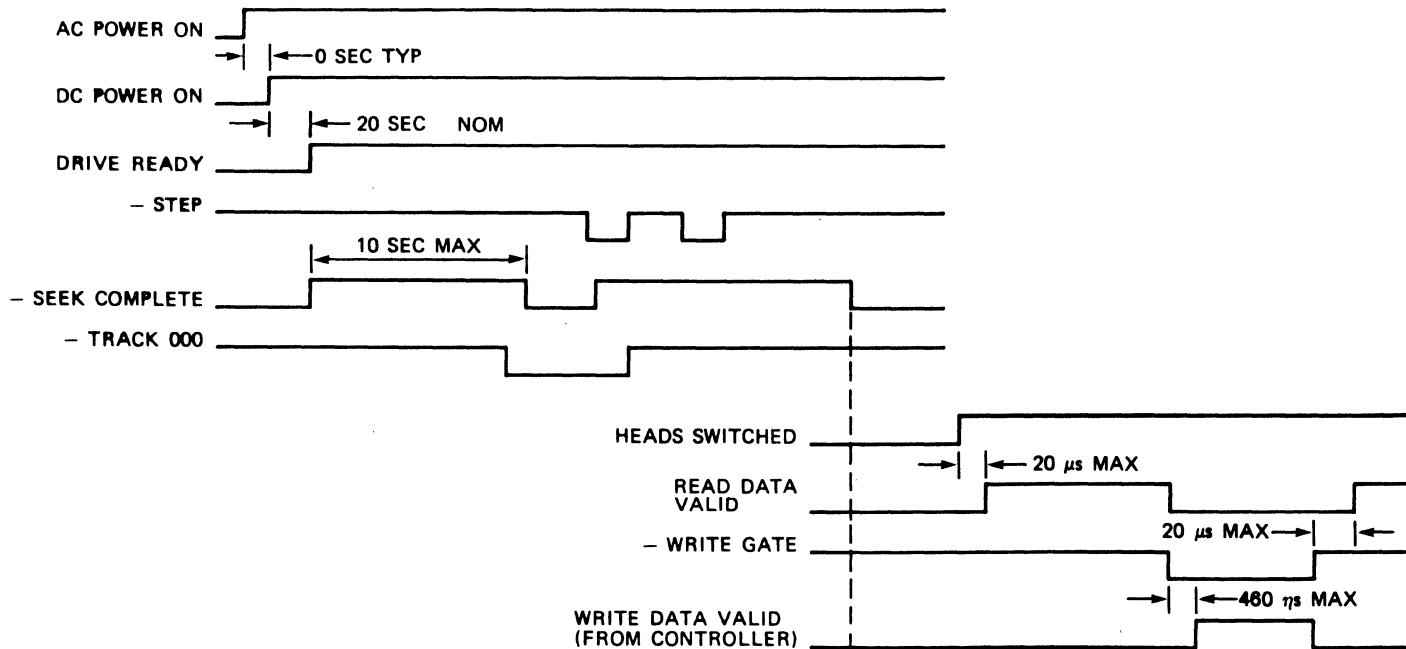 AC POWER ON
0 SEC TYP
DC POWER ON
20 SEC NOM
DRIVE READY
– STEP
10 SEC MAX
– SEEK COMPLETE
– TRACK 000
HEADS SWITCHED
20 μs MAX
READ DATA
VALID
20 μs MAX
– WRITE GATE
460 ηs MAX
WRITE DATA VALID
(FROM CONTROLLER)